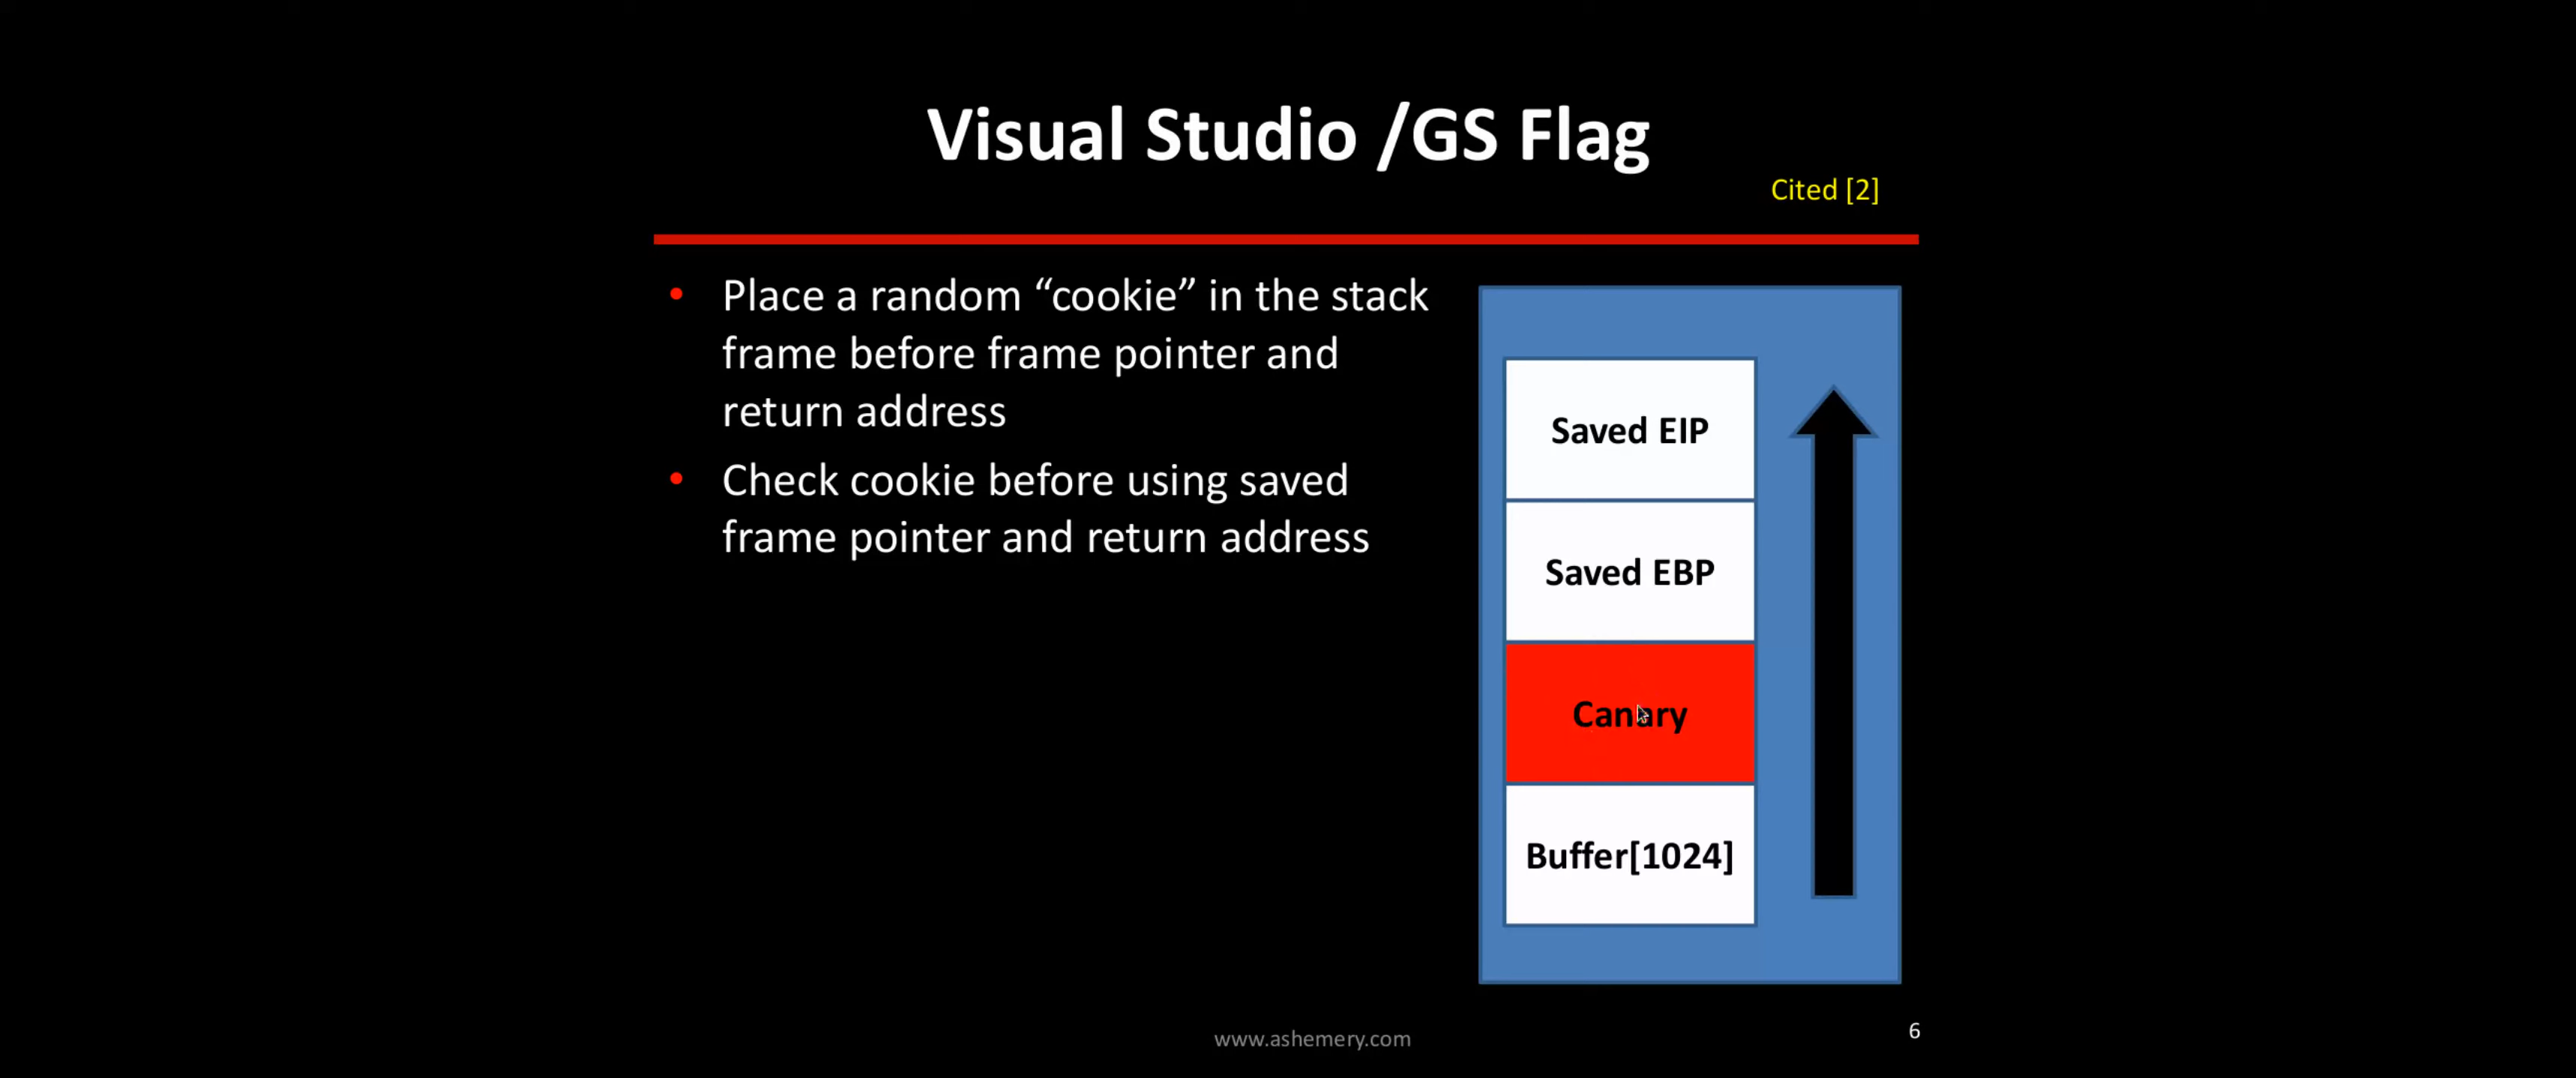 Visual Studio /GS Flag
Cited [2]
• Place a random “cookie” in the stack
frame before frame pointer and
return address
• Check cookie before using saved
frame pointer and return address
Saved EIP
Saved EBP
Canary
Buffer[1024]
www.ashemery.com
6